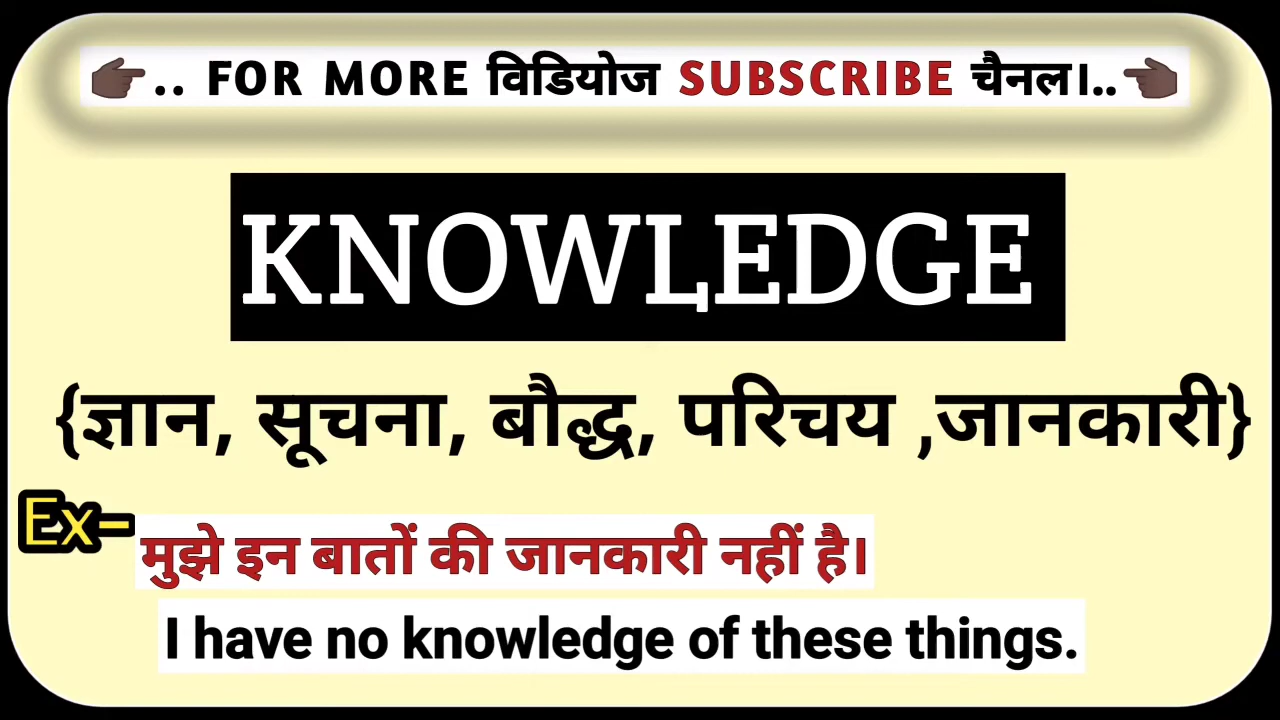 👉🏿.. FOR MORE विडियोज SUBSCRIBE चैनल।..👈🏿
KNOWLEDGE
{ज्ञान, सूचना, बौद्ध, परिचय ,जानकारी}
Ex-
मुझे इन बातों की जानकारी नहीं है।
I have no knowledge of these things.